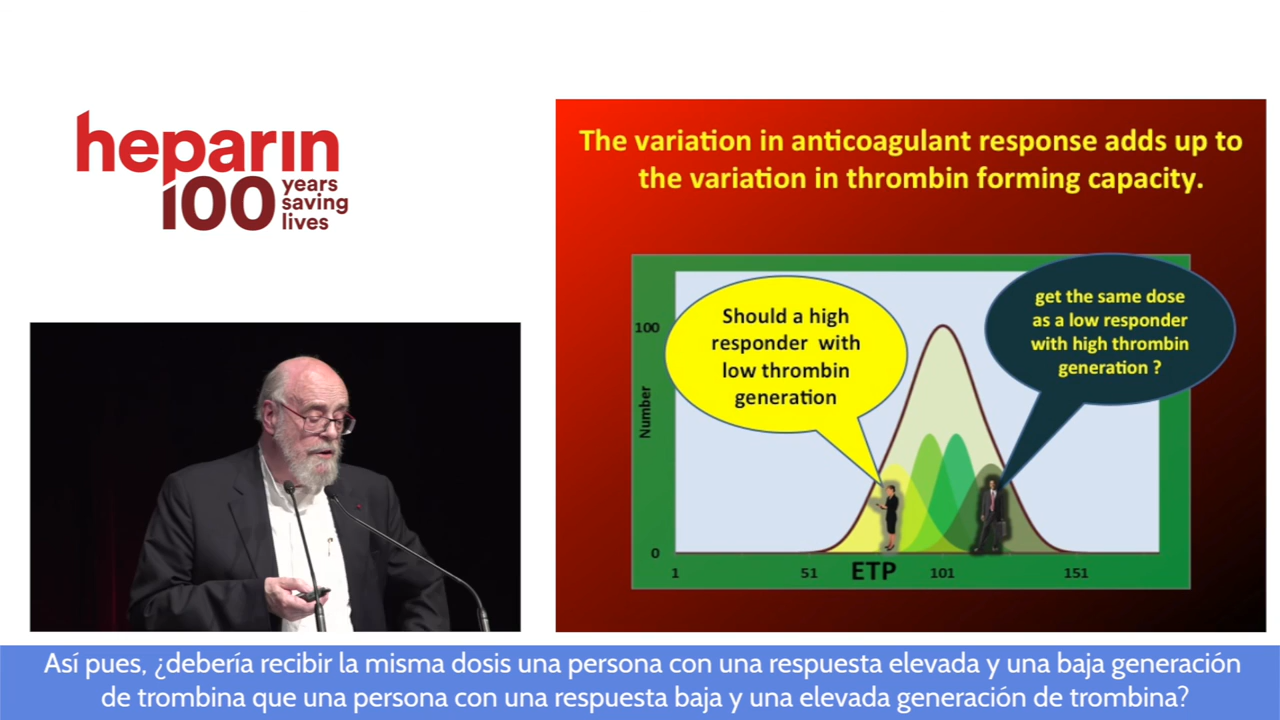 heparin
100 years
saving
lives
The variation in anticoagulant response adds up to
the variation in thrombin forming capacity.
Should a high
responder with
low thrombin
generation
get the same dose
as a low responder
with high thrombin
generation ?
100
Number
0
1
51
ETP
101
151
Así pues, ¿debería recibir la misma dosis una persona con una respuesta elevada y una baja generación
de trombina que una persona con una respuesta baja y una elevada generación de trombina?